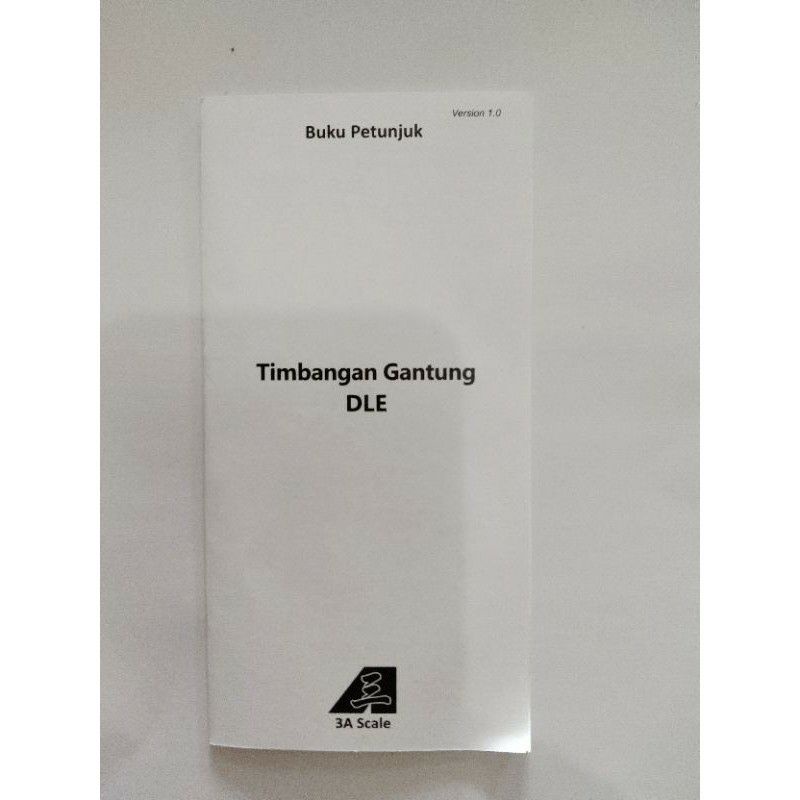 Version 1.0
Buku Petunjuk
Timbangan Gantung
DLE
3A Scale